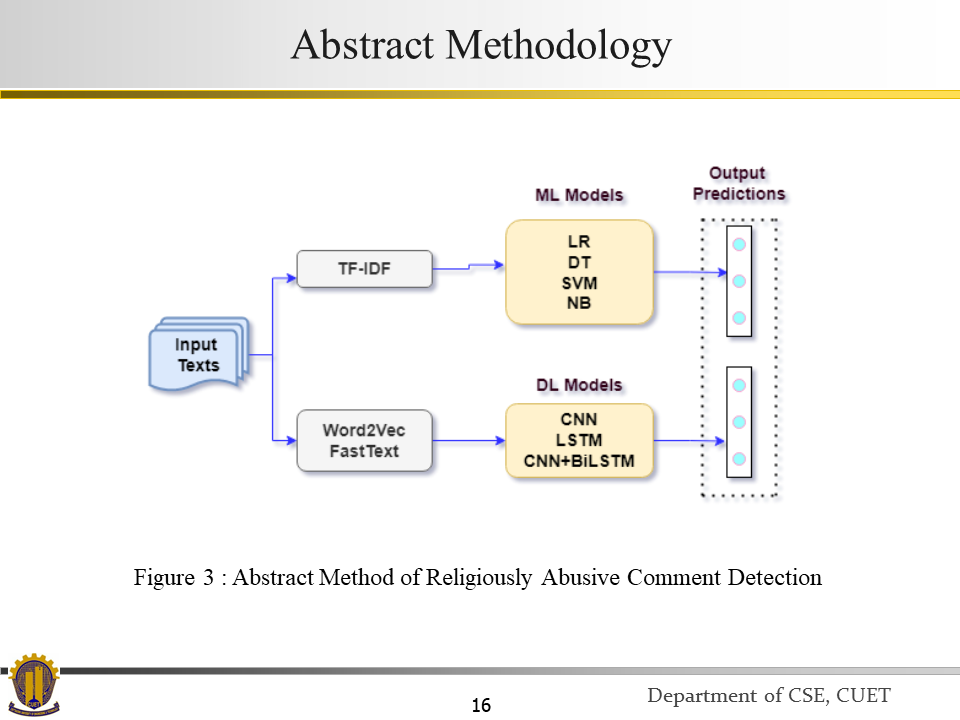 Abstract Methodology
Output
Predictions
ML Models
LR
DT
SVM
NB
TF-IDF
Input
Texts
DL Models
Word2Vec
FastText
CNN
LSTM
CNN+BiLSTM
Figure 3 : Abstract Method of Religiously Abusive Comment Detection
CUET
16
Department of CSE, CUET